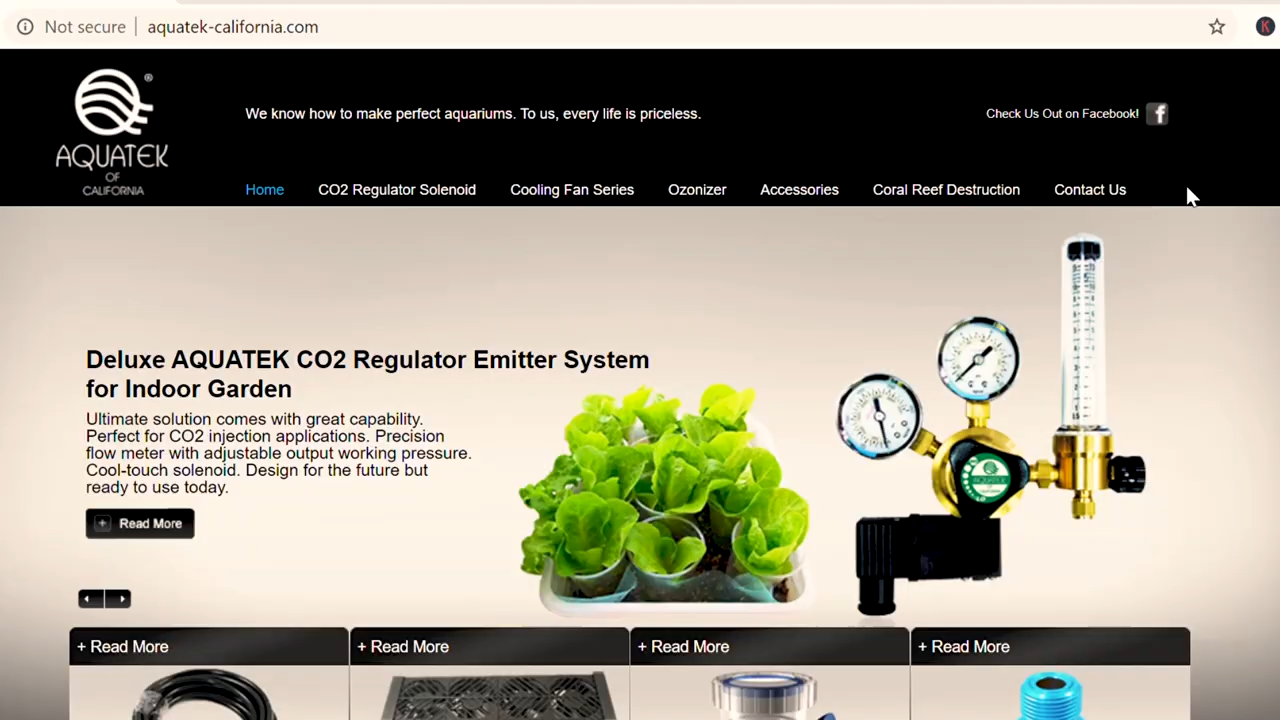 Not secure
aquatek-california.com
K
AQUATEK
OF
CALIFORNIA
®
We know how to make perfect aquariums. To us, every life is priceless.
Check Us Out on Facebook! f
Home
CO2 Regulator Solenoid
Cooling Fan Series
Ozonizer
Accessories
Coral Reef Destruction
Contact Us
Deluxe AQUATEK CO2 Regulator Emitter System
for Indoor Garden
Ultimate solution comes with great capability.
Perfect for CO2 injection applications. Precision
flow meter with adjustable output working pressure.
Cool-touch solenoid. Design for the future but
ready to use today.
+ Read More
AQUATEK
+ Read More
+ Read More
+ Read More
+ Read More